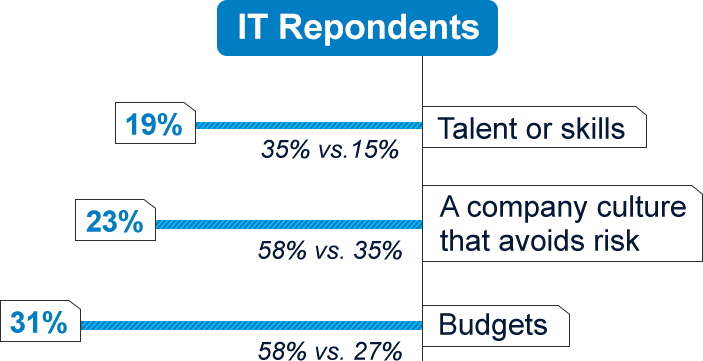 IT Repondents
19%
Talent or skills
35% vs.15%
23%
A company culture
that avoids risk
58% vs. 35%
31%
Budgets
58% vs. 27%